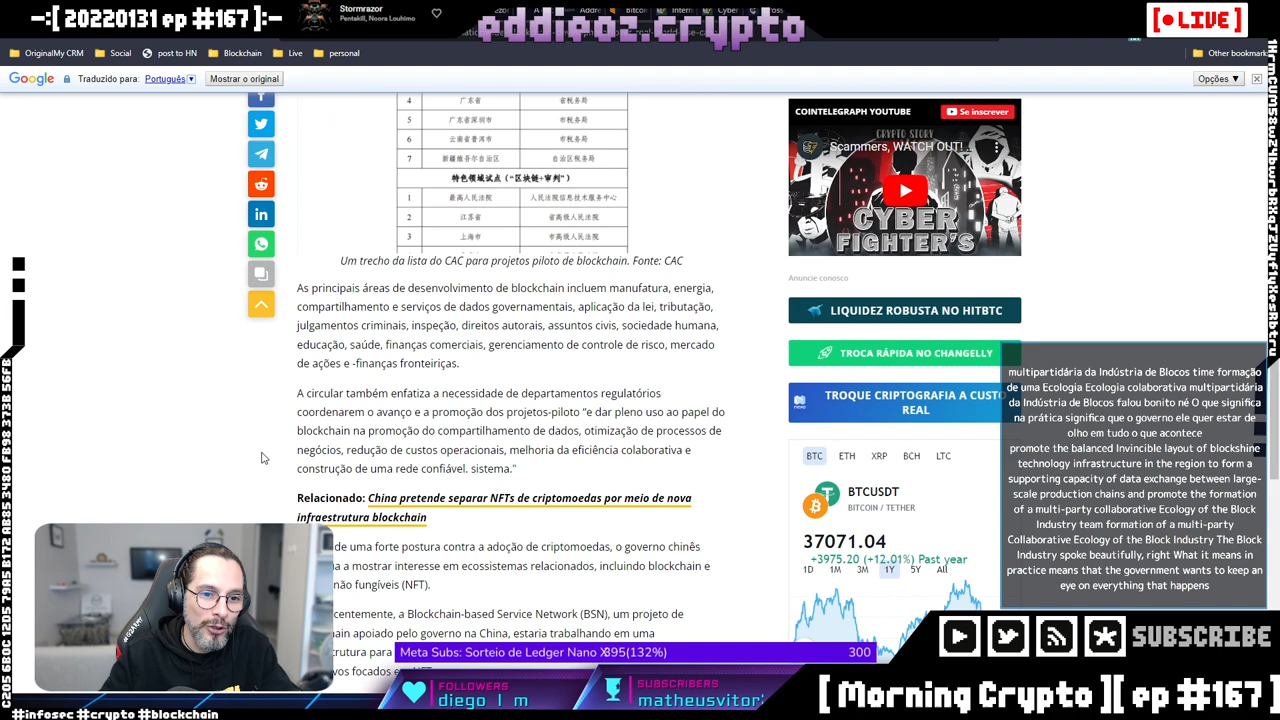 [ 20220131 ep #167 ]
Stormrazor
Pentakill, Noora Louhimo
addiaoz.crypto
[ LIVE ]
OriginalMy CRM
Social
post to HN
Blockchain
Live
personal
Other bookmark
Google
Traduzido para: Português
Mostrar o original
Opções ▼
4 广东省 省税务局
5 广东省深圳市 市税务局
6 云南省普洱市 市税务局
7 新疆维吾尔自治区 自治区税务局
特色领域试点(“区块链+审判”)
1 最高人民法院 人民法院信息技术服务中心
2 江苏省 省高级人民法院
3 上海市 市高级人民法院
Um trecho da lista do CAC para projetos piloto de blockchain. Fonte: CAC
As principais áreas de desenvolvimento de blockchain incluem manufatura, energia,
compartilhamento e serviços de dados governamentais, aplicação da lei, tributação,
julgamentos criminais, inspeção, direitos autorais, assuntos civis, sociedade humana,
educação, saúde, finanças comerciais, gerenciamento de controle de risco, mercado
de ações e -finanças fronteiriças.
A circular também enfatiza a necessidade de departamentos regulatórios
coordenarem o avanço e a promoção dos projetos-piloto “e dar pleno uso ao papel do
blockchain na promoção do compartilhamento de dados, otimização de processos de
negócios, redução de custos operacionais, melhoria da eficiência colaborativa e
construção de uma rede confiável. sistema."
Relacionado: China pretende separar NFTs de criptomoedas por meio de nova
infraestrutura blockchain
de uma forte postura contra a adoção de criptomoedas, o governo chinês
a mostrar interesse em ecossistemas relacionados, incluindo blockchain e
não fungíveis (NFT).
centemente, a Blockchain-based Service Network (BSN), um projeto de
hain apoiado pelo governo na China, estaria trabalhando em uma
COINTELEGRAPH YOUTUBE
Se inscrever
CRYPTO STORY
Scammers, WATCH OUT! ...
CYBER
FIGHTER'S
Anuncie conosco
LIQUIDEZ ROBUSTA NO HITBTC
TROCA RÁPIDA NO CHANGELLY
nexo
TROQUE CRIPTOGRAFIA A CUSTO
REAL
BTC ETH XRP BCH LTC
BTCUSDT
BITCOIN / TETHER
37071.04
+3975.20 (+12.01%) Past year
1D 1M 3M 1Y 5Y All
multipartidária da Indústria de Blocos time formação
de uma Ecologia Ecologia colaborativa multipartidária
da Indústria de Blocos falou bonito né O que significa
na prática significa que o governo ele quer estar de
olho em tudo o que acontece
promote the balanced Invincible layout of blockshine
technology infrastructure in the region to form a
supporting capacity of data exchange between large-
scale production chains and promote the formation
of a multi-party collaborative Ecology of the Block
Industry team formation of a multi-party
Collaborative Ecology of the Block Industry The Block
Industry spoke beautifully, right What it means in
practice means that the government wants to keep an
eye on everything that happens
Meta Subs: Sorteio de Ledger Nano X
395(132%)
300
FOLLOWERS
diego_l_m
SUBSCRIBERS
matheusvitor
SUBSCRIBE
[ Morning Crypto ][ ep #167 ]
#infosec #crypto #blockchain